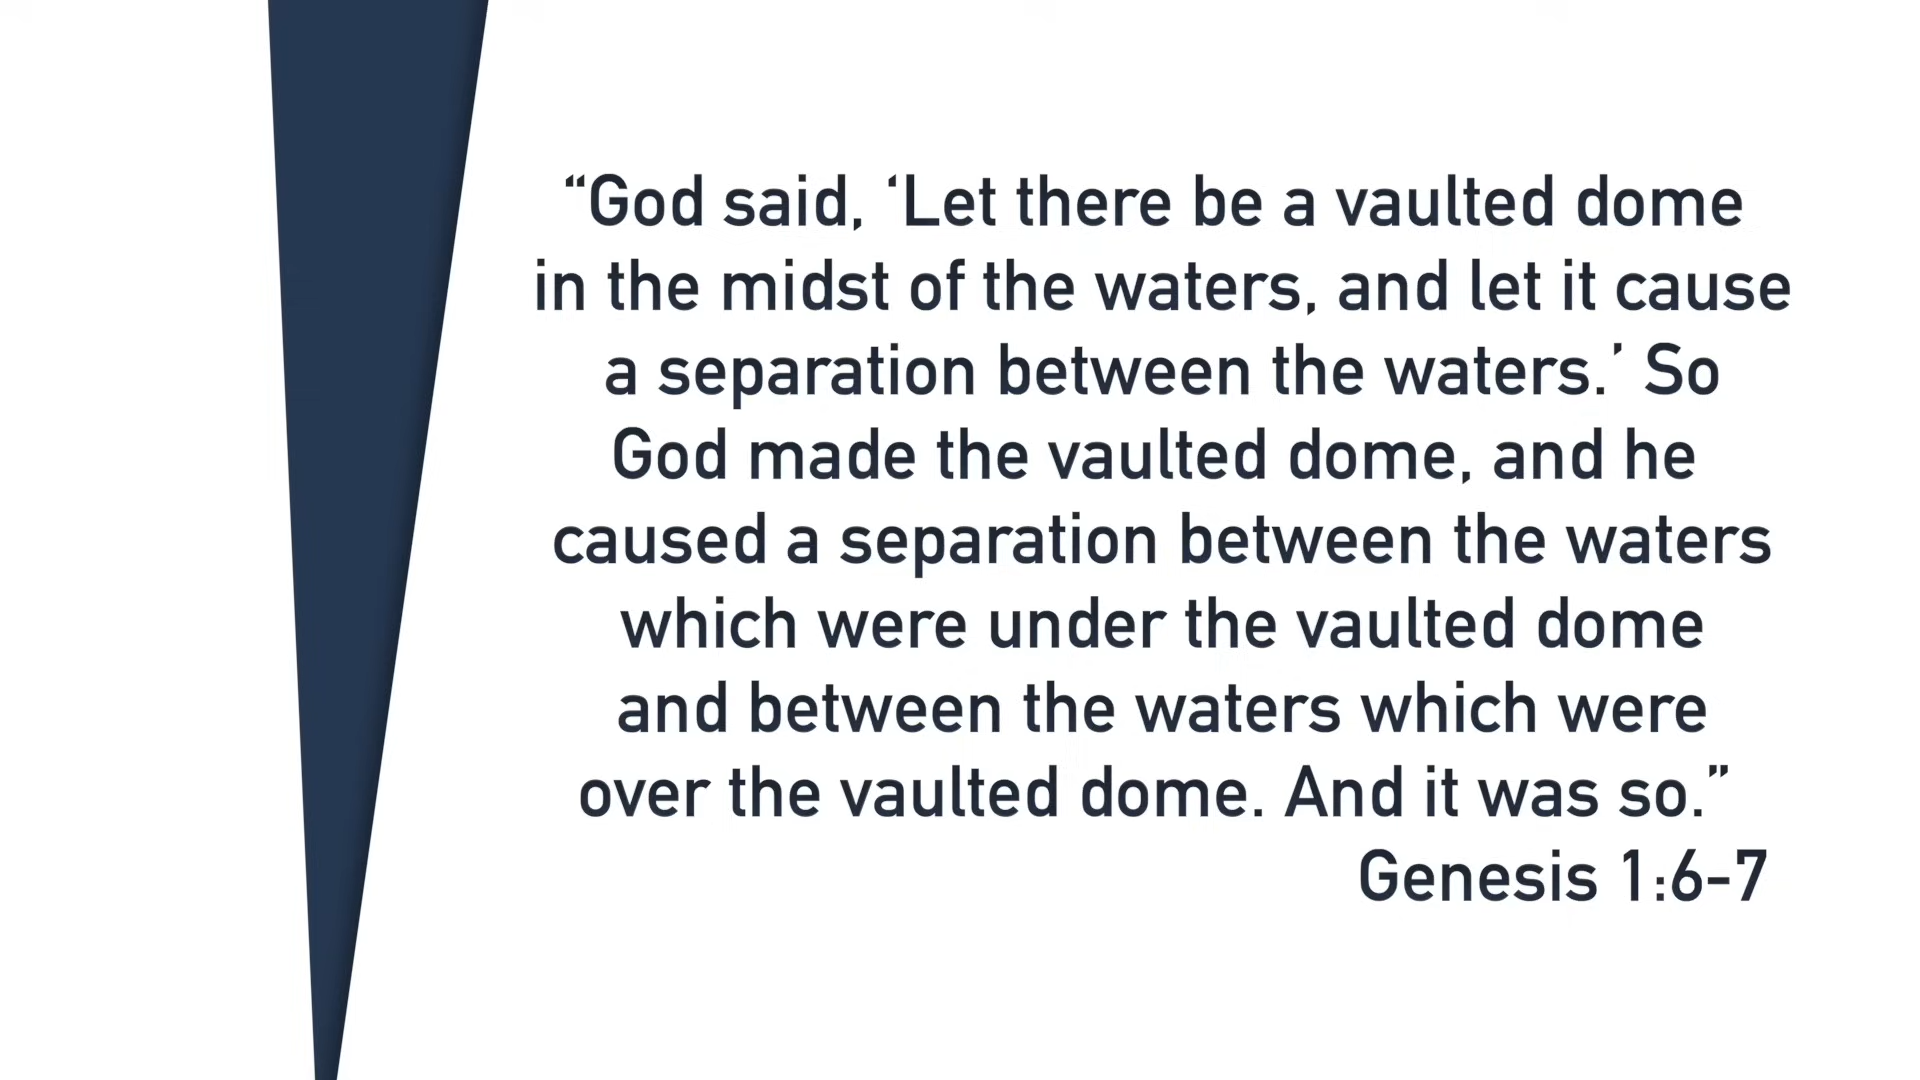 “God said, ‘Let there be a vaulted dome
in the midst of the waters, and let it cause
a separation between the waters.’ So
God made the vaulted dome, and he
caused a separation between the waters
which were under the vaulted dome
and between the waters which were
over the vaulted dome. And it was so.”
Genesis 1:6-7